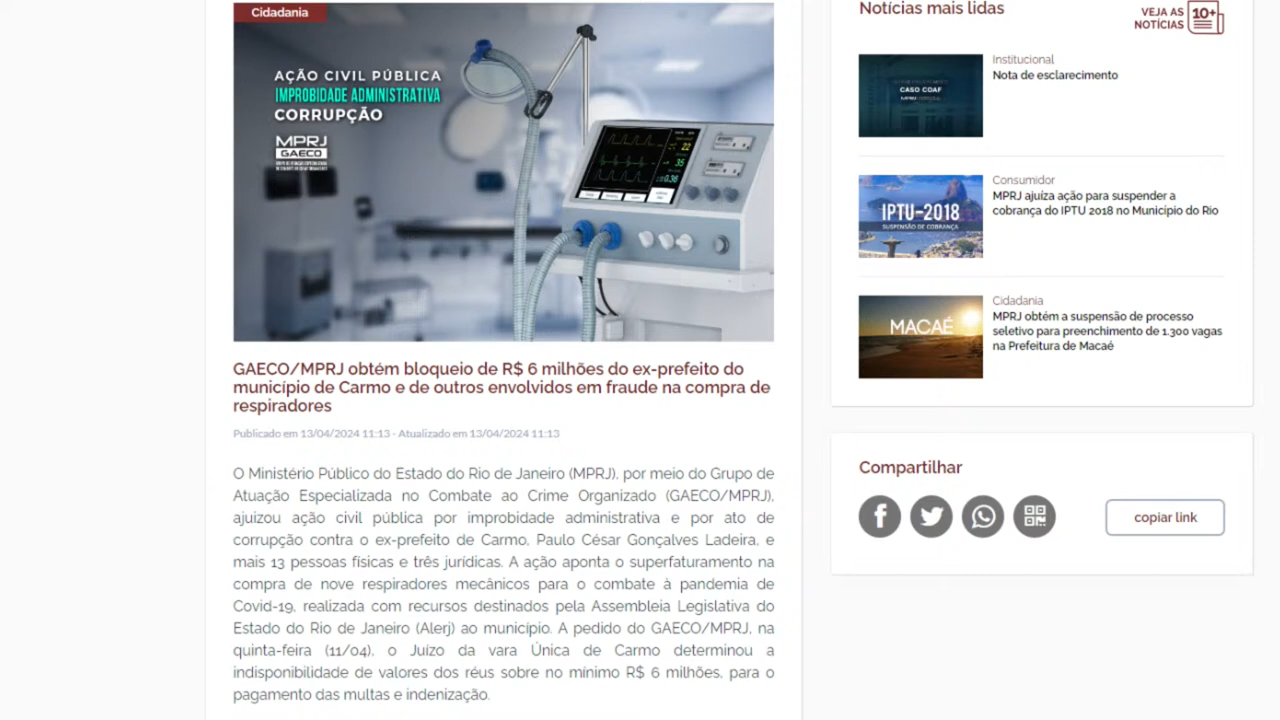 Cidadania
AÇÃO CIVIL PÚBLICA
IMPROBIDADE ADMINISTRATIVA
CORRUPÇÃO
MPRJ
GAECO
22
35
GAECO/MPRJ obtém bloqueio de R$ 6 milhões do ex-prefeito do
município de Carmo e de outros envolvidos em fraude na compra de
respiradores
Publicado em 13/04/2024 11:13 - Atualizado em 13/04/2024 11:13
O Ministério Público do Estado do Rio de Janeiro (MPRJ), por meio do Grupo de
Atuação Especializada no Combate ao Crime Organizado (GAECO/MPRJ),
ajuizou ação civil pública por improbidade administrativa e por ato de
corrupção contra o ex-prefeito de Carmo, Paulo César Gonçalves Ladeira, e
mais 13 pessoas físicas e três jurídicas. A ação aponta o superfaturamento na
compra de nove respiradores mecânicos para o combate à pandemia de
Covid-19, realizada com recursos destinados pela Assembleia Legislativa do
Estado do Rio de Janeiro (Alerj) ao município. A pedido do GAECO/MPRJ, na
quinta-feira (11/04), o Juízo da vara Única de Carmo determinou a
indisponibilidade de valores dos réus sobre no mínimo R$ 6 milhões, para o
pagamento das multas e indenização.
Notícias mais lidas
VEJA AS
NOTÍCIAS
10+
CASO COAF
Institucional
Nota de esclarecimento
IPTU-2018
SUSPENSÃO DE COBRANÇA
Consumidor
MPRJ ajuíza ação para suspender a
cobrança do IPTU 2018 no Município do Rio
MACAÉ
Cidadania
MPRJ obtém a suspensão de processo
seletivo para preenchimento de 1.300 vagas
na Prefeitura de Macaé
Compartilhar
copiar link